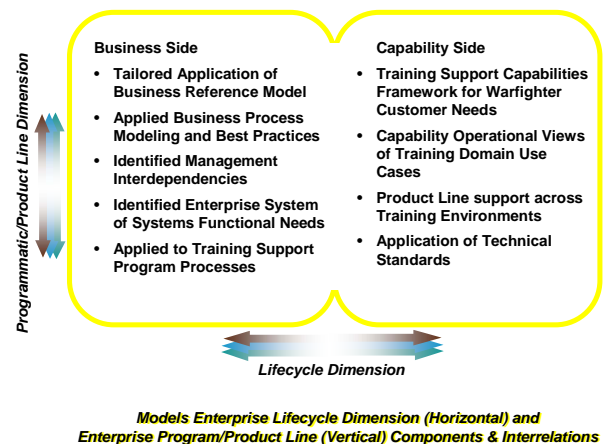 Business Side
• Tailored Application of
Business Reference Model
• Applied Business Process
Modeling and Best Practices
• Identified Management
Interdependencies
• Identified Enterprise System
of Systems Functional Needs
• Applied to Training Support
Program Processes
Capability Side
• Training Support Capabilities
Framework for Warfighter
Customer Needs
• Capability Operational Views
of Training Domain Use
Cases
• Product Line support across
Training Environments
• Application of Technical
Standards
Programmatic/Product Line Dimension
Lifecycle Dimension
Models Enterprise Lifecycle Dimension (Horizontal) and
Enterprise Program/Product Line (Vertical) Components & Interrelations